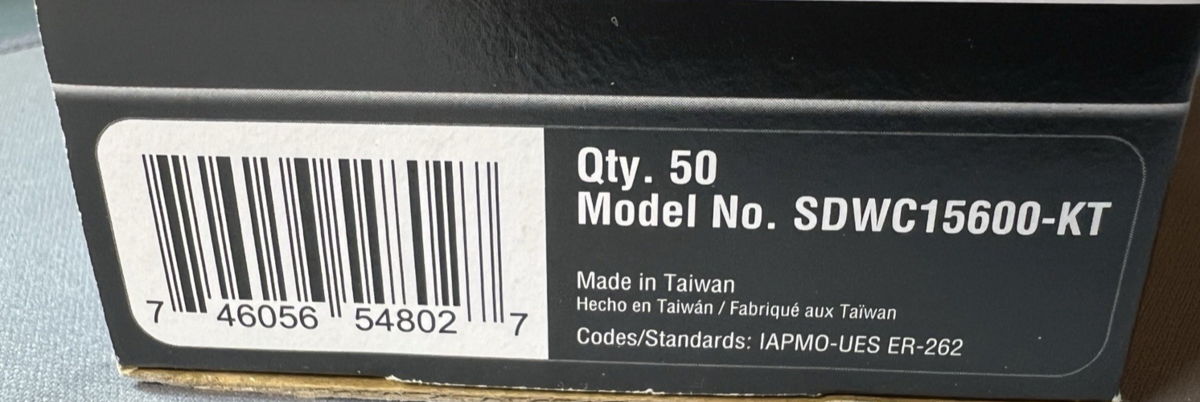 Qty. 50
Model No. SDWC15600-KT
Made in Taiwan
Hecho en Taiwán / Fabriqué aux Taïwan
Codes/Standards: IAPMO-UES ER-262
7 46056 54802 7